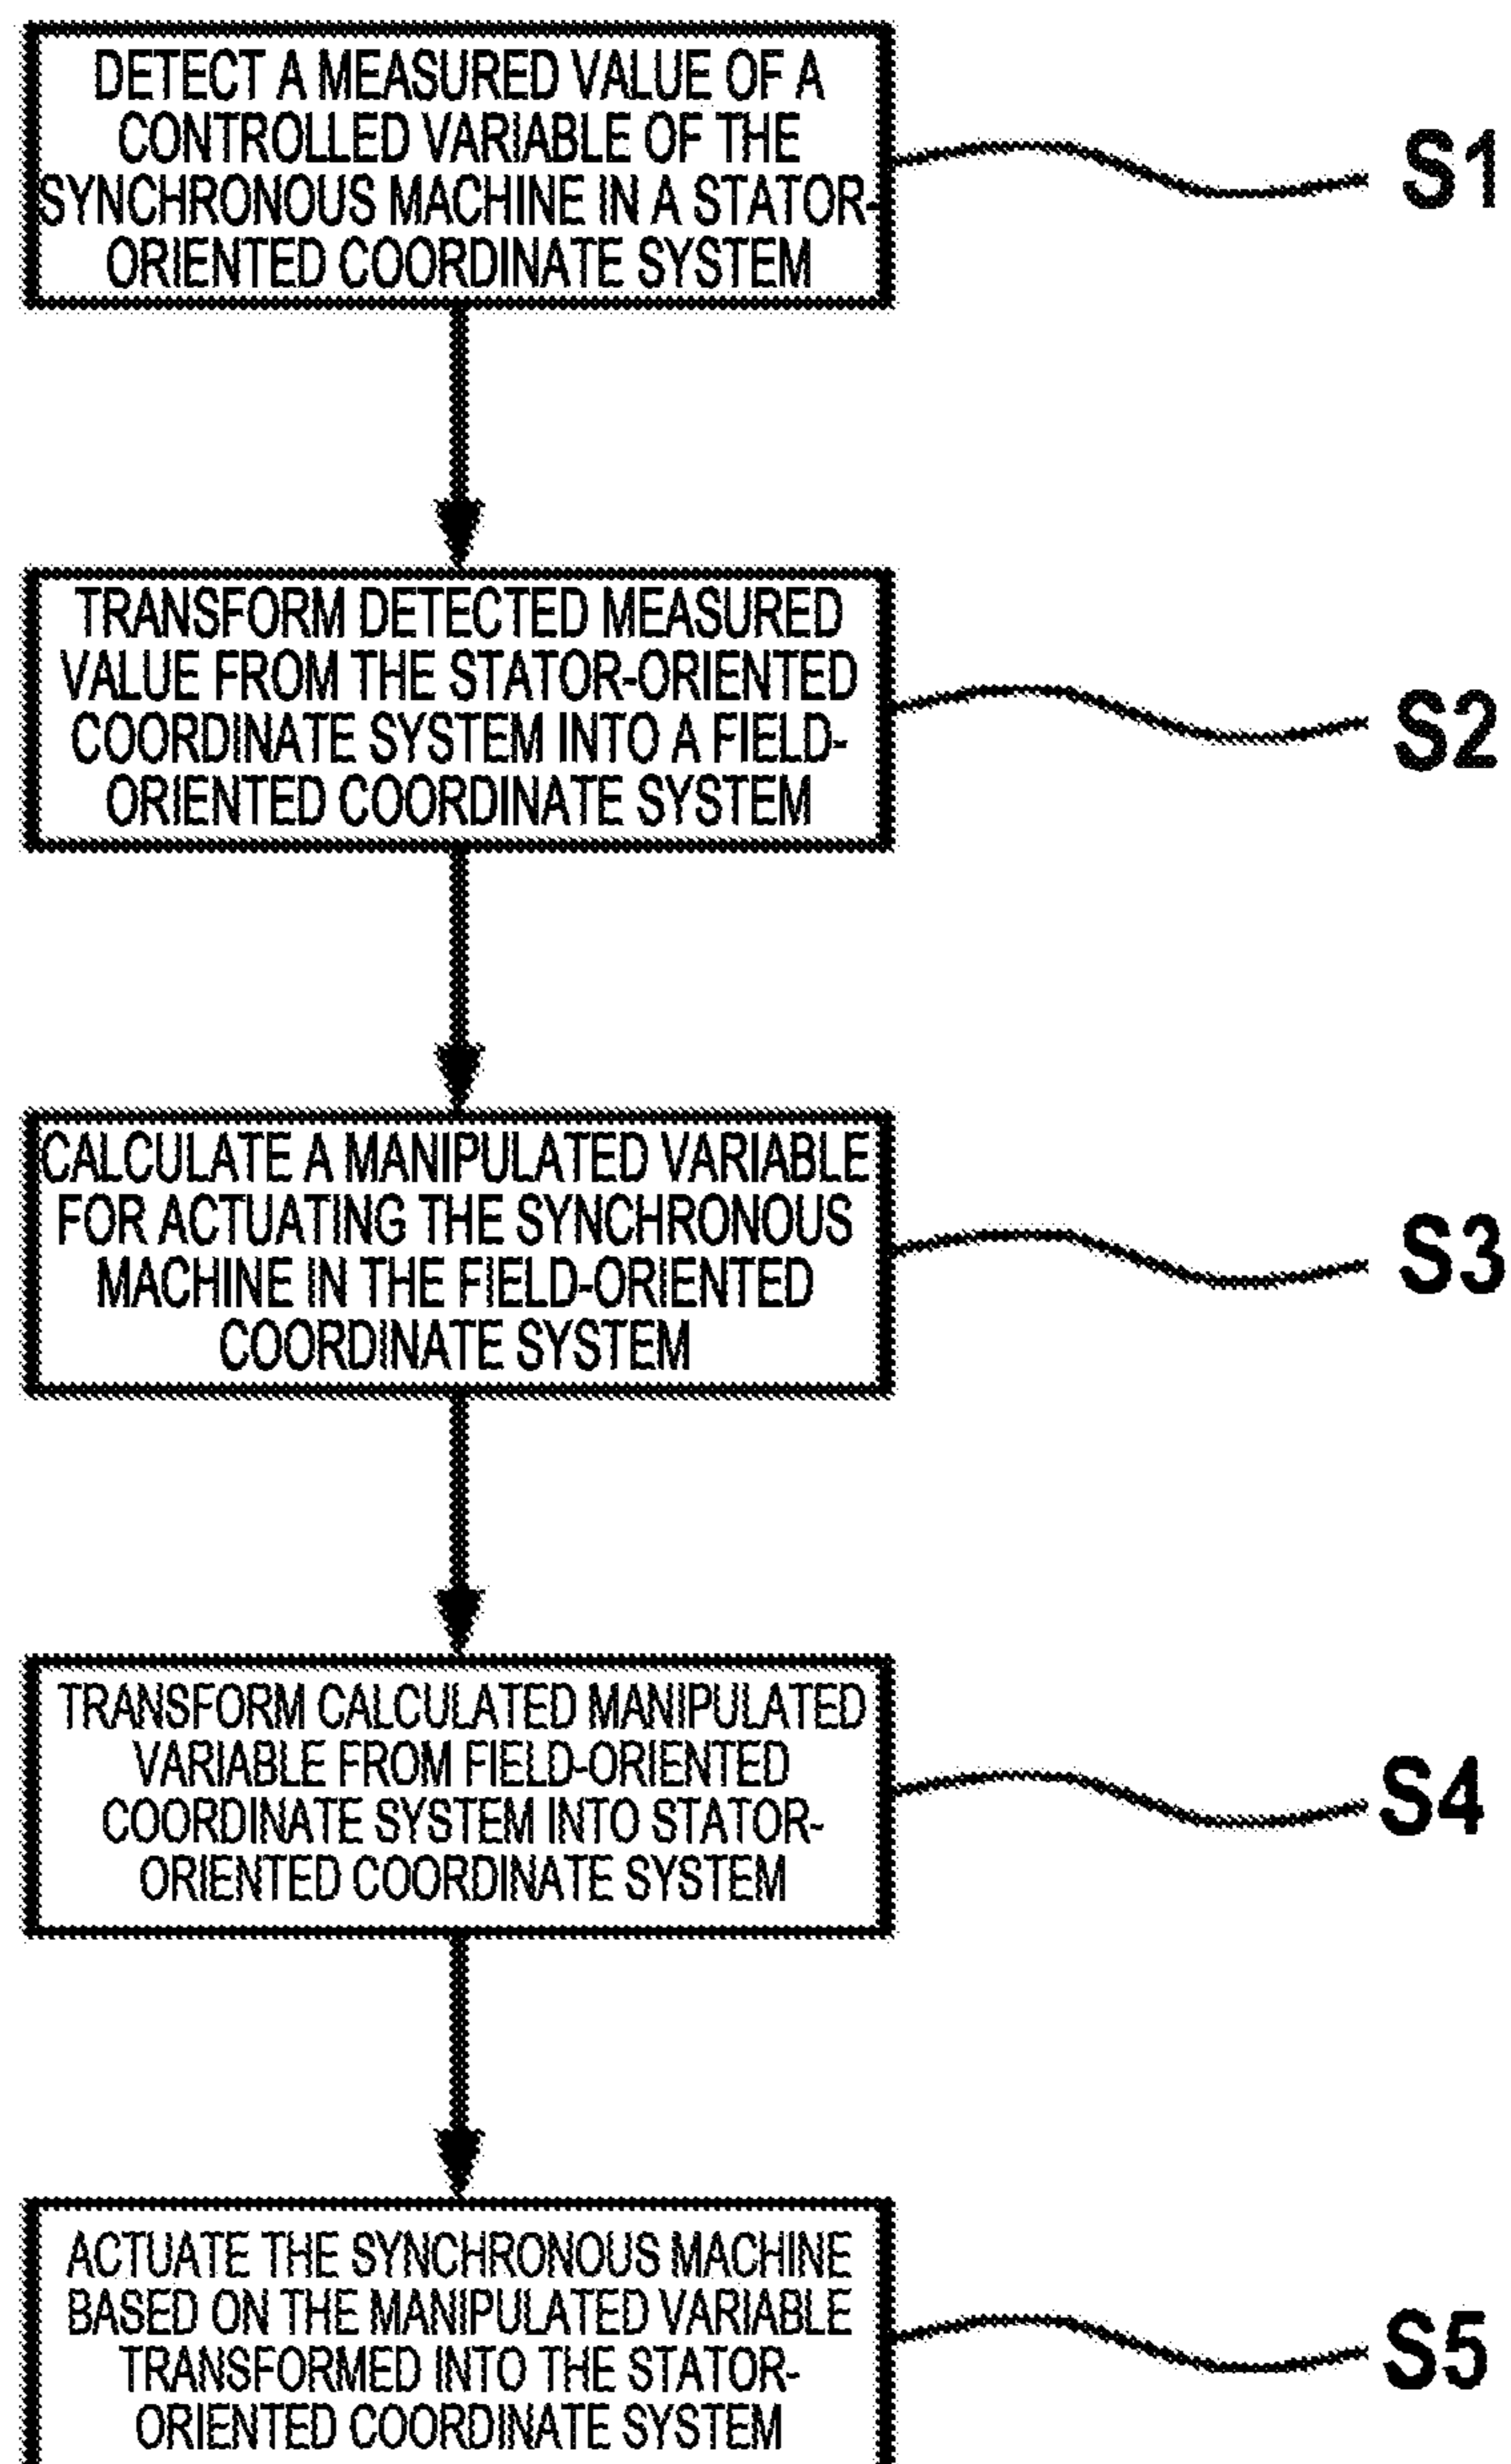 DETECT A MEASURED VALUE OF A
CONTROLLED VARIABLE OF THE
SYNCHRONOUS MACHINE IN A STATOR-
ORIENTED COORDINATE SYSTEM
S1
TRANSFORM DETECTED MEASURED
VALUE FROM THE STATOR-ORIENTED
COORDINATE SYSTEM INTO A FIELD-
ORIENTED COORDINATE SYSTEM
S2
CALCULATE A MANIPULATED VARIABLE
FOR ACTUATING THE SYNCHRONOUS
MACHINE IN THE FIELD-ORIENTED
COORDINATE SYSTEM
S3
TRANSFORM CALCULATED MANIPULATED
VARIABLE FROM FIELD-ORIENTED
COORDINATE SYSTEM INTO STATOR-
ORIENTED COORDINATE SYSTEM
S4
ACTUATE THE SYNCHRONOUS MACHINE
BASED ON THE MANIPULATED VARIABLE
TRANSFORMED INTO THE STATOR-
ORIENTED COORDINATE SYSTEM
S5